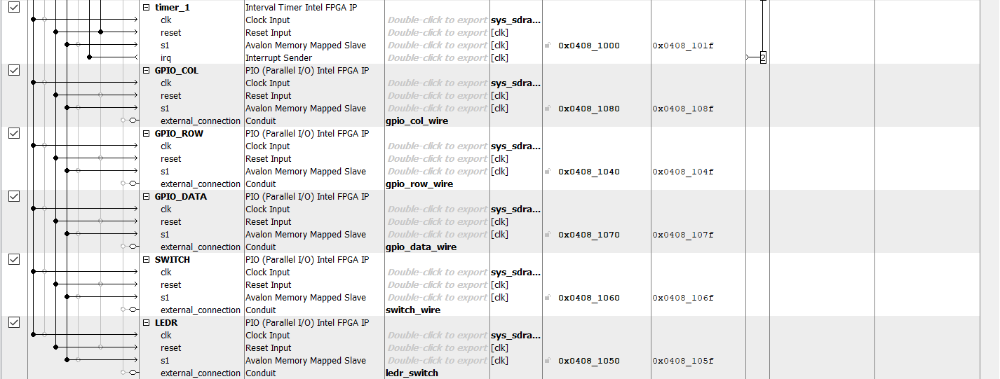 timer_1 Interval Timer Intel FPGA IP
clk Clock Input Double-click to export sys_sdra...
reset Reset Input Double-click to export [clk]
s1 Avalon Memory Mapped Slave Double-click to export [clk] 0x0408_1000 0x0408_101f
irq Interrupt Sender Double-click to export [clk] 2
GPIO_COL PIO (Parallel I/O) Intel FPGA IP
clk Clock Input Double-click to export sys_sdra...
reset Reset Input Double-click to export [clk]
s1 Avalon Memory Mapped Slave Double-click to export [clk] 0x0408_1080 0x0408_108f
external_connection Conduit gpio_col_wire
GPIO_ROW PIO (Parallel I/O) Intel FPGA IP
clk Clock Input Double-click to export sys_sdra...
reset Reset Input Double-click to export [clk]
s1 Avalon Memory Mapped Slave Double-click to export [clk] 0x0408_1040 0x0408_104f
external_connection Conduit gpio_row_wire
GPIO_DATA PIO (Parallel I/O) Intel FPGA IP
clk Clock Input Double-click to export sys_sdra...
reset Reset Input Double-click to export [clk]
s1 Avalon Memory Mapped Slave Double-click to export [clk] 0x0408_1070 0x0408_107f
external_connection Conduit gpio_data_wire
SWITCH PIO (Parallel I/O) Intel FPGA IP
clk Clock Input Double-click to export sys_sdra...
reset Reset Input Double-click to export [clk]
s1 Avalon Memory Mapped Slave Double-click to export [clk] 0x0408_1060 0x0408_106f
external_connection Conduit switch_wire
LEDR PIO (Parallel I/O) Intel FPGA IP
clk Clock Input Double-click to export sys_sdra...
reset Reset Input Double-click to export [clk]
s1 Avalon Memory Mapped Slave Double-click to export [clk] 0x0408_1050 0x0408_105f
external_connection Conduit ledr_switch